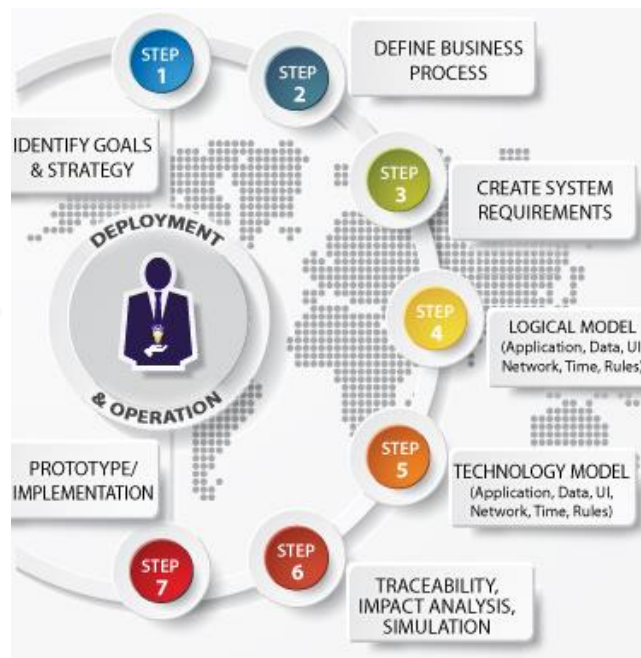 STEP
1
IDENTIFY GOALS
& STRATEGY
STEP
2
DEFINE BUSINESS
PROCESS
STEP
3
CREATE SYSTEM
REQUIREMENTS
STEP
4
LOGICAL MODEL
(Application, Data, UI
Network, Time, Rules)
STEP
5
TECHNOLOGY MODEL
(Application, Data, UI,
Network, Time, Rules)
STEP
6
TRACEABILITY,
IMPACT ANALYSIS,
SIMULATION
STEP
7
PROTOTYPE/
IMPLEMENTATION
DEPLOYMENT
& OPERATION